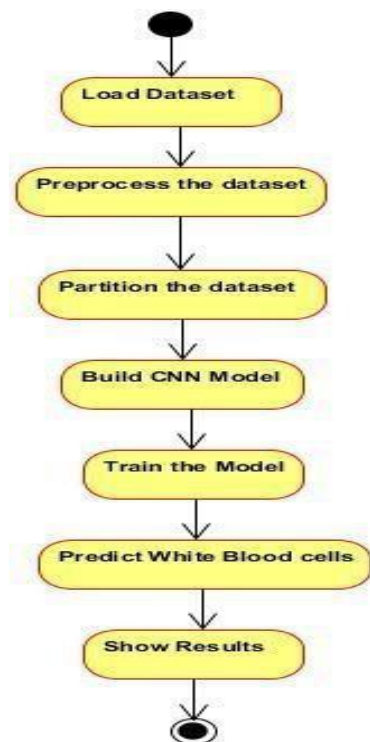 Load Dataset
Preprocess the dataset
Partition the dataset
Build CNN Model
Train the Model
Predict White Blood cells
Show Results